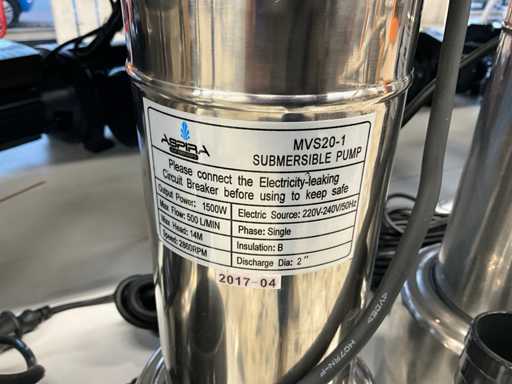 ASPIRA
MVS20-1
SUBMERSIBLE PUMP
Please connect the Electricity-leaking
Circuit Breaker before using to keep safe
Output Power: 1500W
Electric Source: 220V-240V/50Hz
Max Flow: 500 L/MIN
Phase: Single
Max Head: 14M
Insulation: B
Speed: 2860RPM
Discharge Dia: 2"
2017-04
H07RN-F